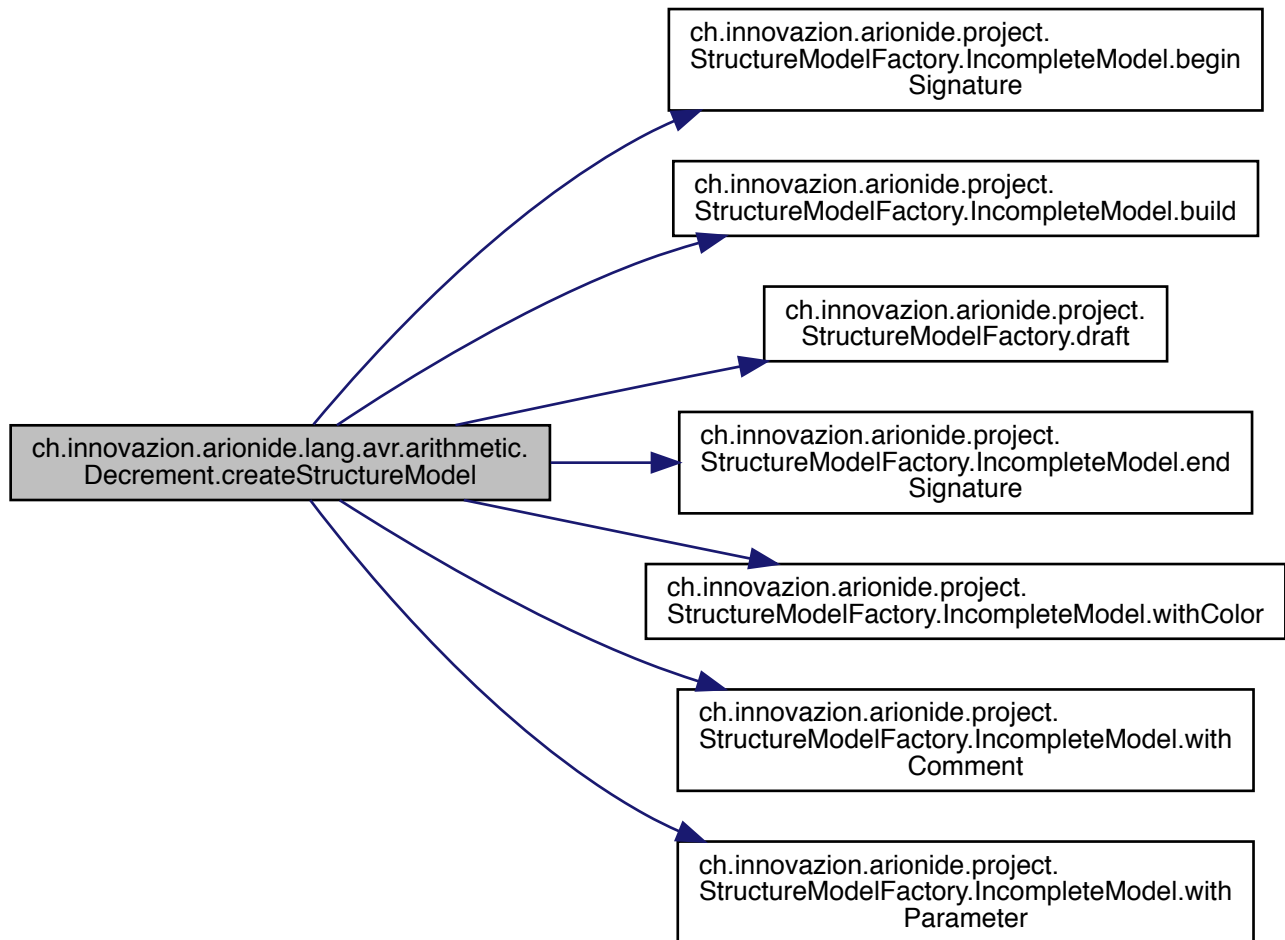 ch.innovazion.arionide.project.
StructureModelFactory.IncompleteModel.begin
Signature
ch.innovazion.arionide.project.
StructureModelFactory.IncompleteModel.build
ch.innovazion.arionide.project.
StructureModelFactory.draft
ch.innovazion.arionide.lang.avr.arithmetic.
Decrement.createStructureModel
ch.innovazion.arionide.project.
StructureModelFactory.IncompleteModel.end
Signature
ch.innovazion.arionide.project.
StructureModelFactory.IncompleteModel.withColor
ch.innovazion.arionide.project.
StructureModelFactory.IncompleteModel.with
Comment
ch.innovazion.arionide.project.
StructureModelFactory.IncompleteModel.with
Parameter